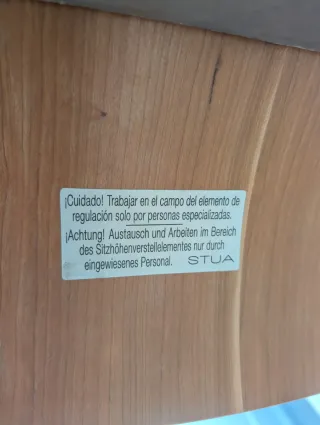 ¡Cuidado! Trabajar en el campo del elemento de
regulación solo por personas especializadas.
¡Achtung! Austausch und Arbeiten im Bereich
des Sitzhöhenverstellelementes nur durch
eingewiesenes Personal. STUA